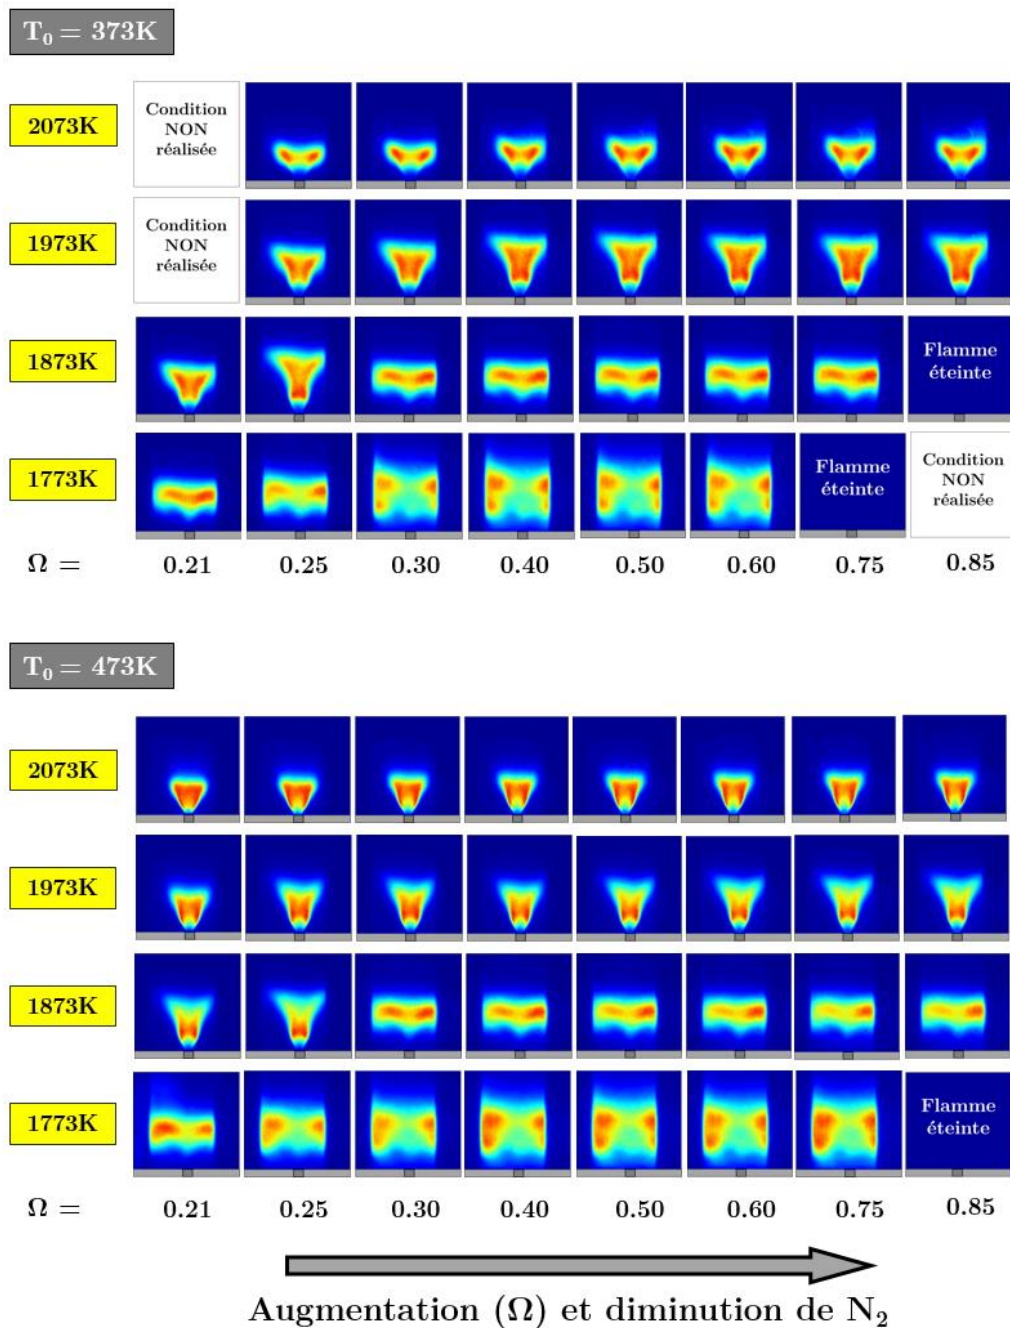 T₀ = 373K
2073K
Condition
NON
réalisée
1973K
Condition
NON
réalisée
1873K
Flamme
éteinte
1773K
Flamme
éteinte
Condition
NON
réalisée
Ω = 0.21 0.25 0.30 0.40 0.50 0.60 0.75 0.85
T₀ = 473K
2073K
1973K
1873K
1773K
Flamme
éteinte
Ω = 0.21 0.25 0.30 0.40 0.50 0.60 0.75 0.85
Augmentation (Ω) et diminution de N₂